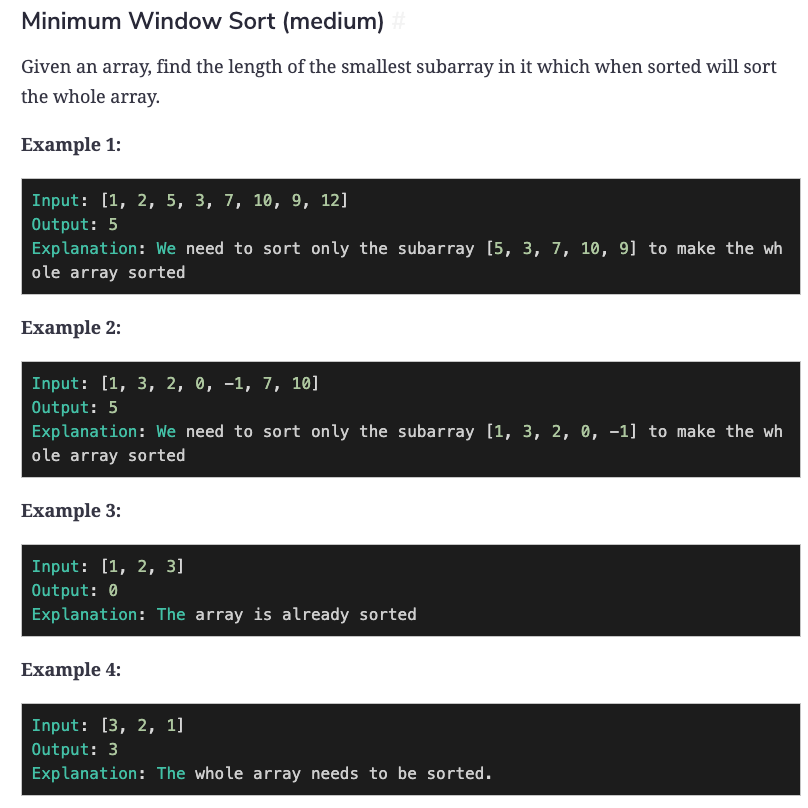 Minimum Window Sort (medium) #
Given an array, find the length of the smallest subarray in it which when sorted will sort
the whole array.
Example 1:
Input: [1, 2, 5, 3, 7, 10, 9, 12]
Output: 5
Explanation: We need to sort only the subarray [5, 3, 7, 10, 9] to make the wh
ole array sorted
Example 2:
Input: [1, 3, 2, 0, -1, 7, 10]
Output: 5
Explanation: We need to sort only the subarray [1, 3, 2, 0, -1] to make the wh
ole array sorted
Example 3:
Input: [1, 2, 3]
Output: 0
Explanation: The array is already sorted
Example 4:
Input: [3, 2, 1]
Output: 3
Explanation: The whole array needs to be sorted.